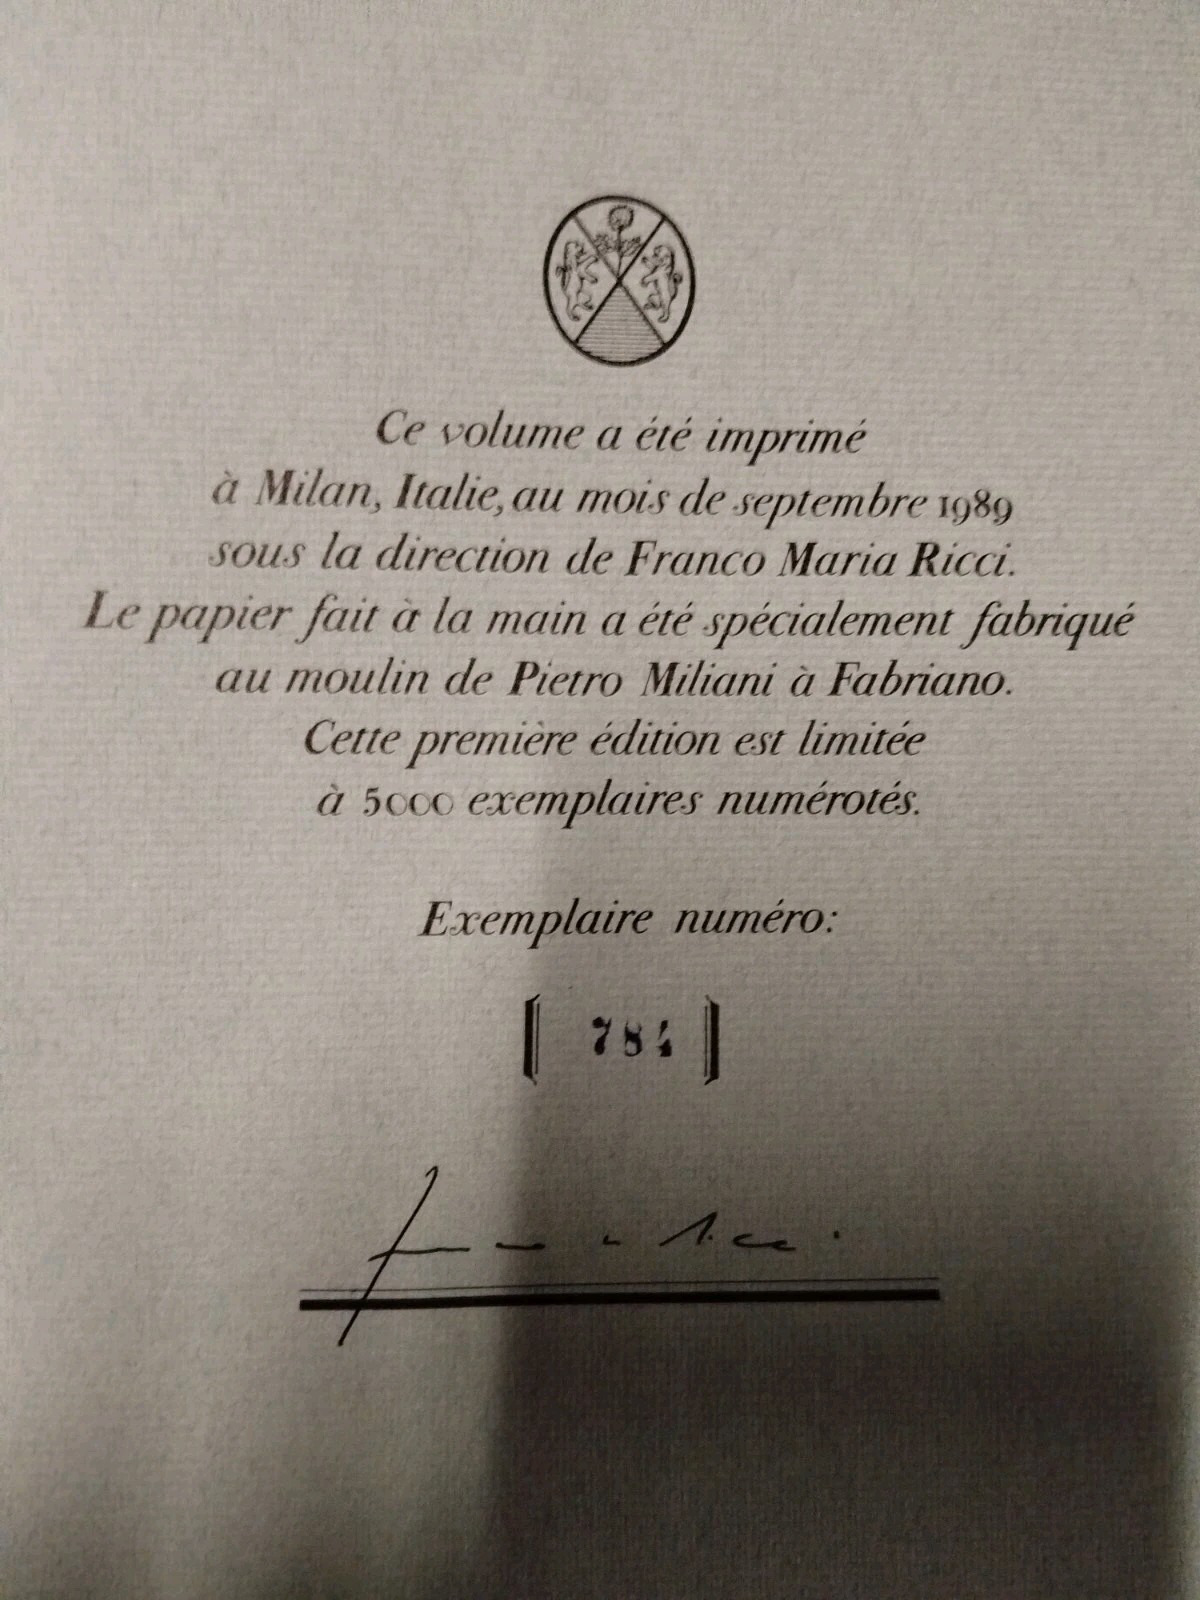 Ce volume a été imprimé
à Milan, Italie, au mois de septembre 1989
sous la direction de Franco Maria Ricci.
Le papier fait à la main a été spécialement fabriqué
au moulin de Pietro Miliani à Fabriano.
Cette première édition est limitée
à 5000 exemplaires numérotés.
Exemplaire numéro:
[ 784 ]